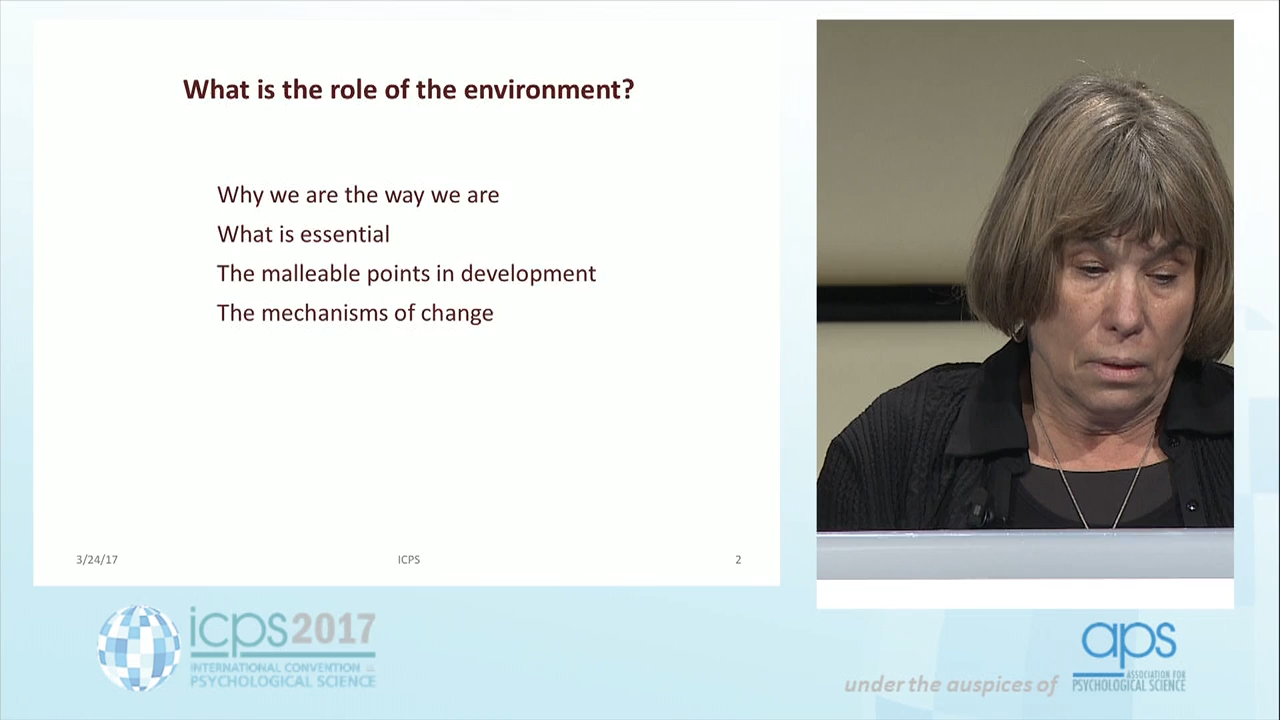 What is the role of the environment?
Why we are the way we are
What is essential
The malleable points in development
The mechanisms of change
3/24/17
ICPS
2
icps 2017
INTERNATIONAL CONVENTION
PSYCHOLOGICAL SCIENCE
under the auspices of
aps
ASSOCIATION FOR
PSYCHOLOGICAL SCIENCE